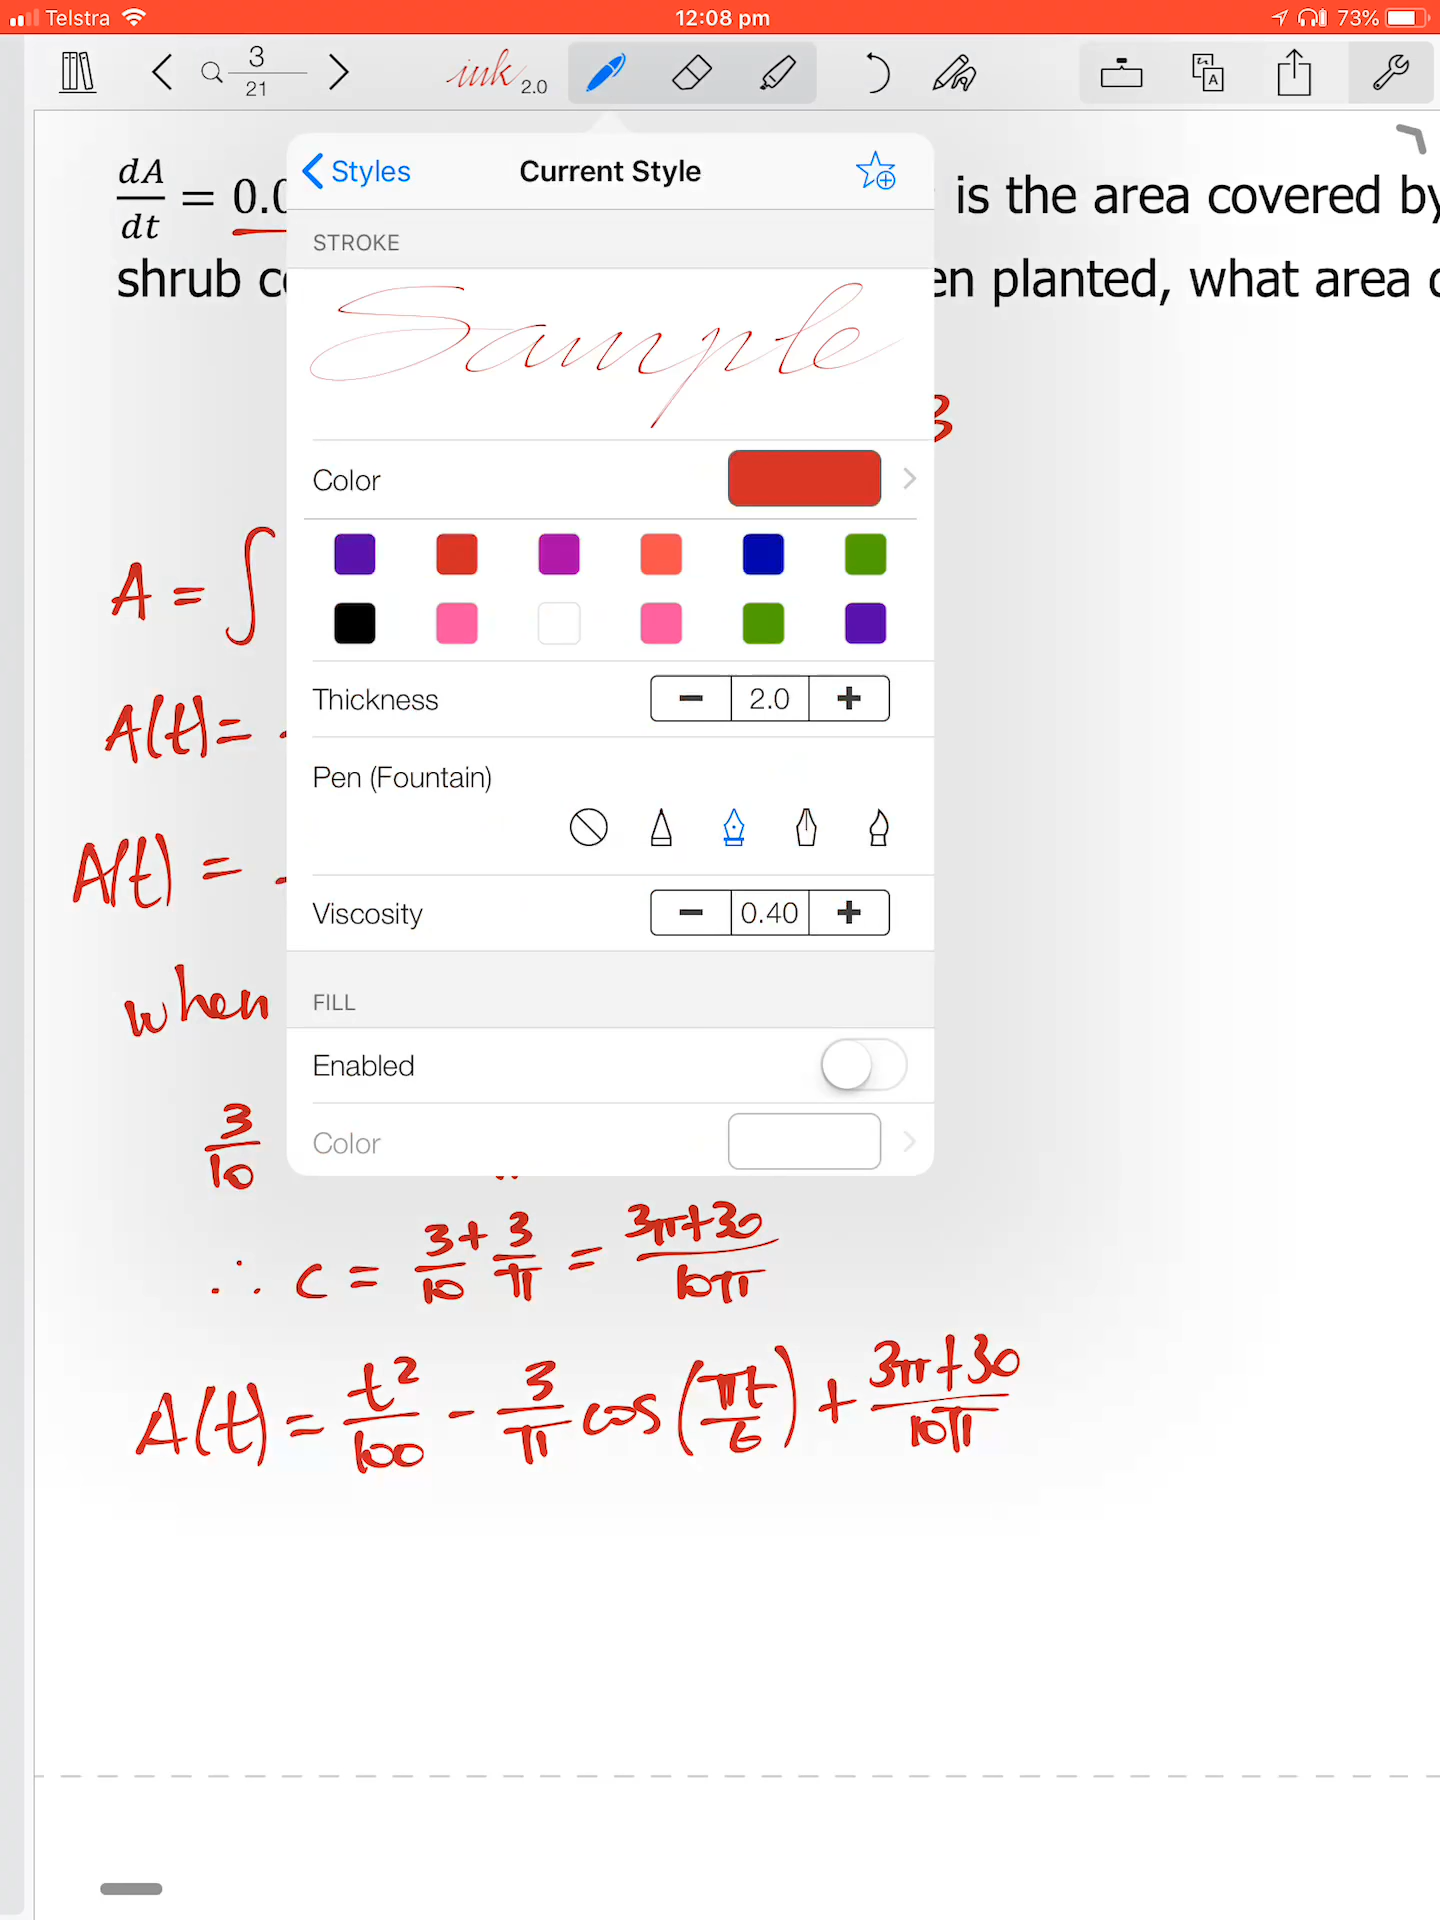 Telstra 12:08 pm 73%
3
21
ink 2.0
Styles Current Style
dA
dt
= 0.0
is the area covered by
shrub
en planted, what area
STROKE
Sample
3
Color
A = ∫
Thickness - 2.0 +
A(t) =
Pen (Fountain)
A(t) =
Viscosity - 0.40 +
when
FILL
Enabled
3/10
Color
∴ c = 3/10 + 3/π = (3π+30)/10π
A(t) = t²/100 - 3/π cos(πt/6) + (3π+30)/10π